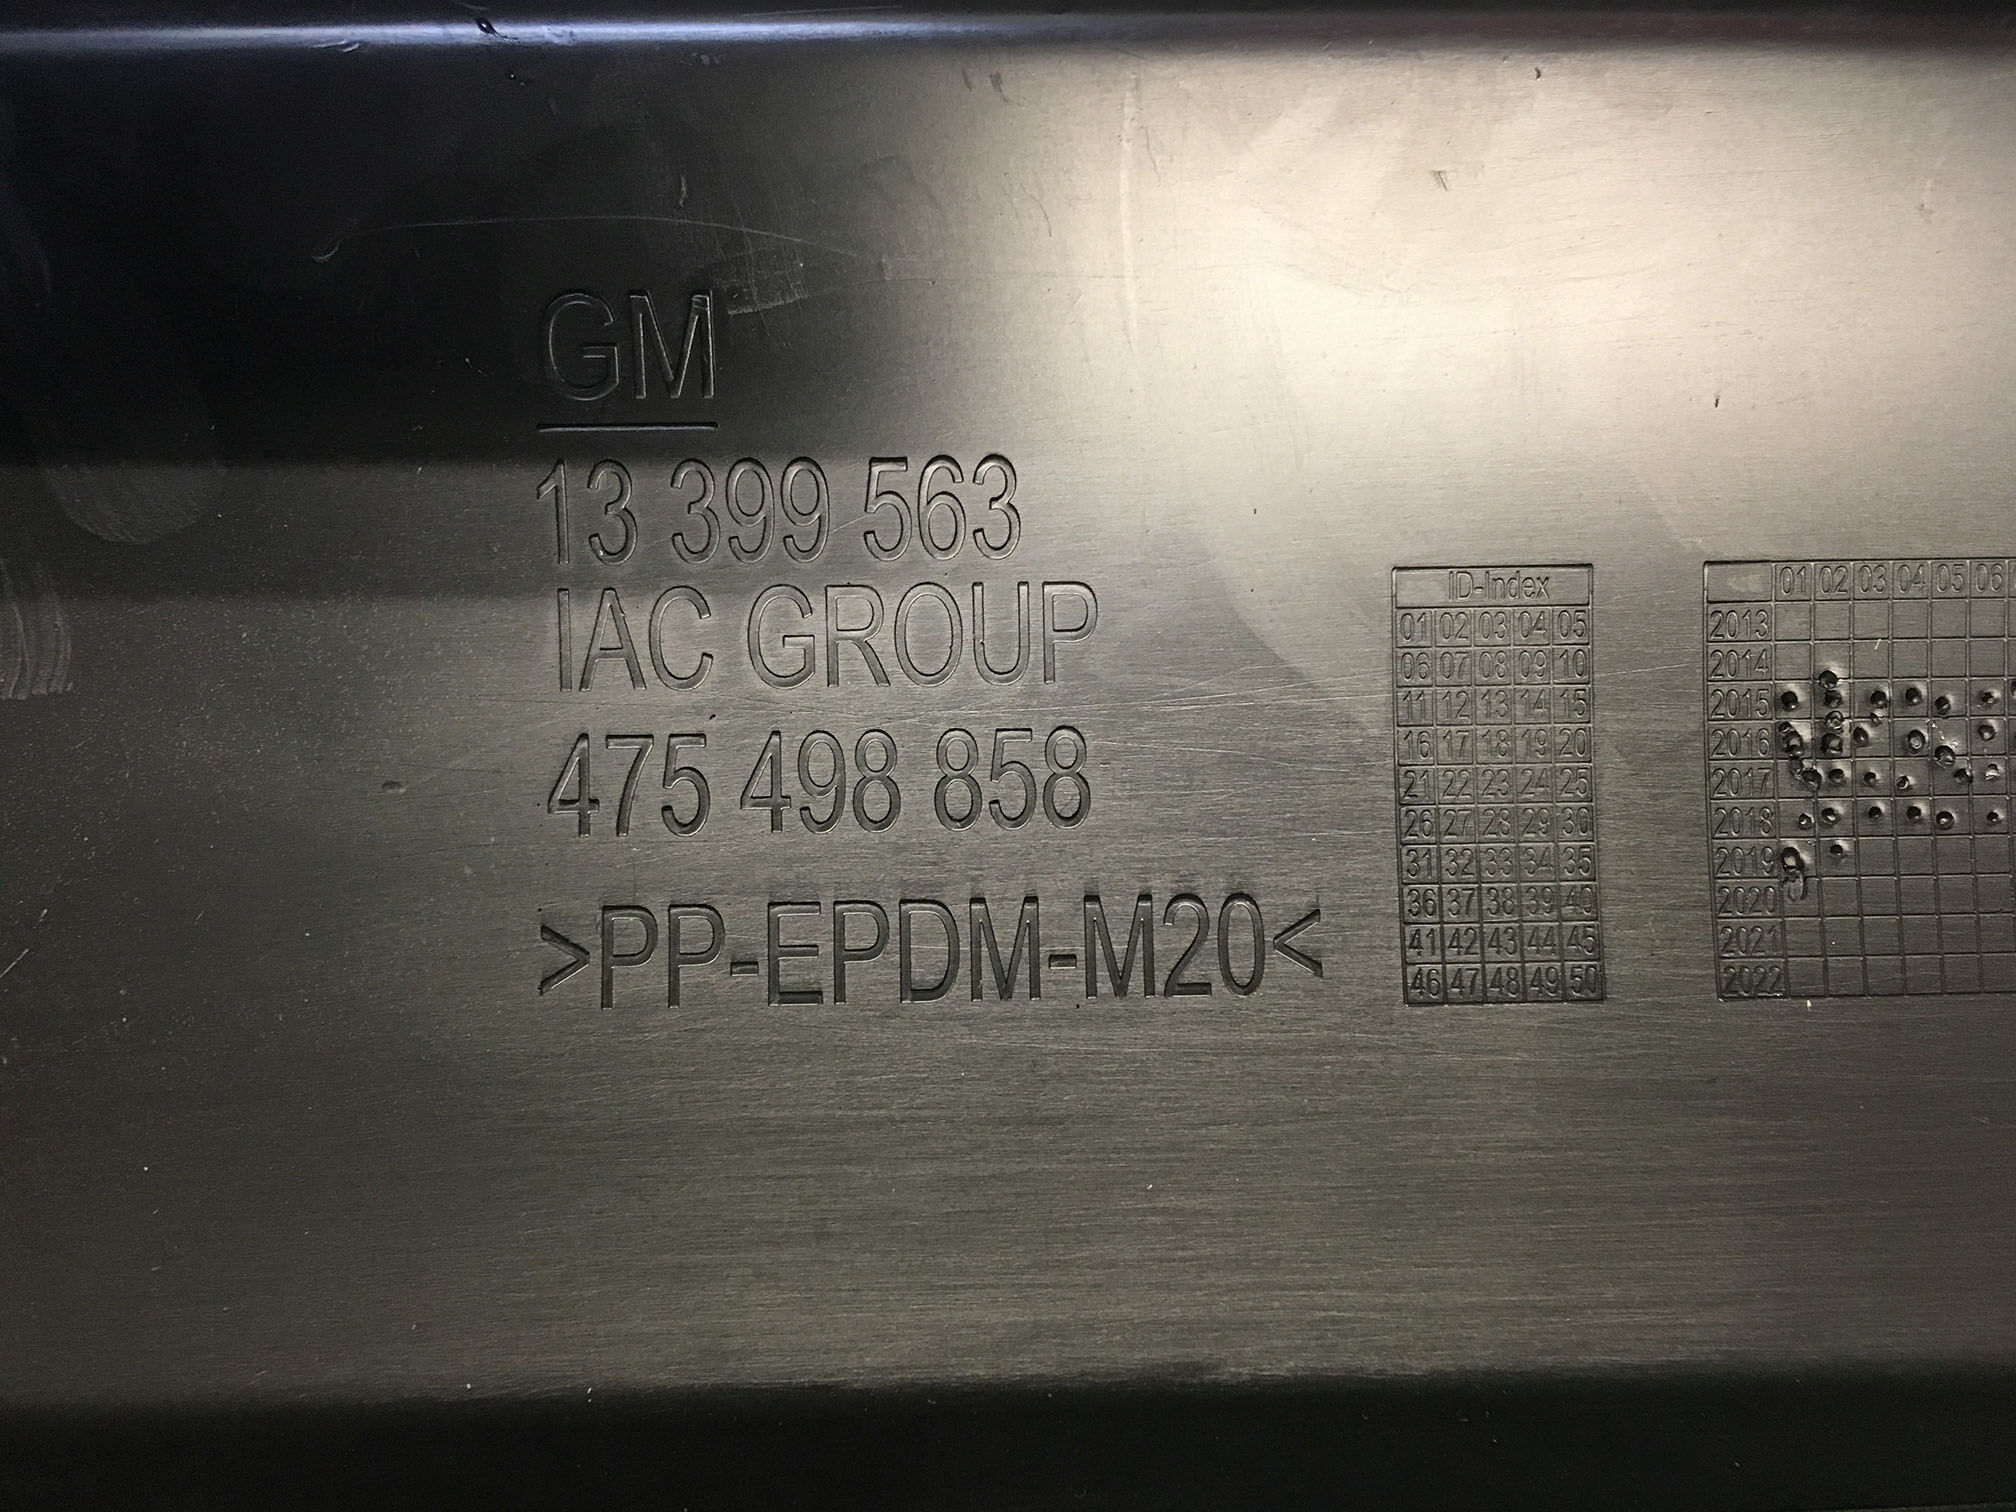 GM
13 399 563
IAC GROUP
475 498 858
>PP-EPDM-M20<
ID-Index
01 02 03 04 05
06 07 08 09 10
11 12 13 14 15
16 17 18 19 20
21 22 23 24 25
26 27 28 29 30
31 32 33 34 35
36 37 38 39 40
41 42 43 44 45
46 47 48 49 50
01 02 03 04 05 06
2013
2014
2015
2016
2017
2018
2019
2020
2021
2022